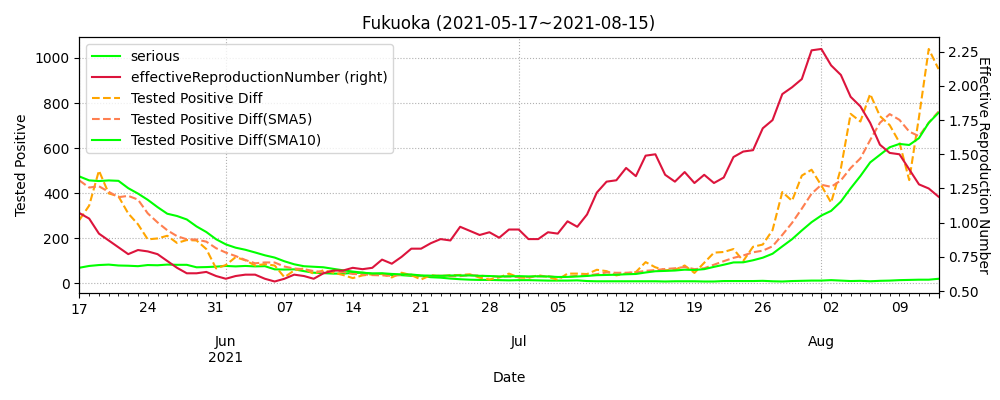 Fukuoka (2021-05-17~2021-08-15)
serious
effectiveReproductionNumber (right)
Tested Positive Diff
Tested Positive Diff(SMA5)
Tested Positive Diff(SMA10)
Tested Positive
1000
800
600
400
200
0
Effective Reproduction Number
2.25
2.00
1.75
1.50
1.25
1.00
0.75
0.50
17 24 31 07 14 21 28 05 12 19 26 02 09
Jun Jul Aug
2021
Date